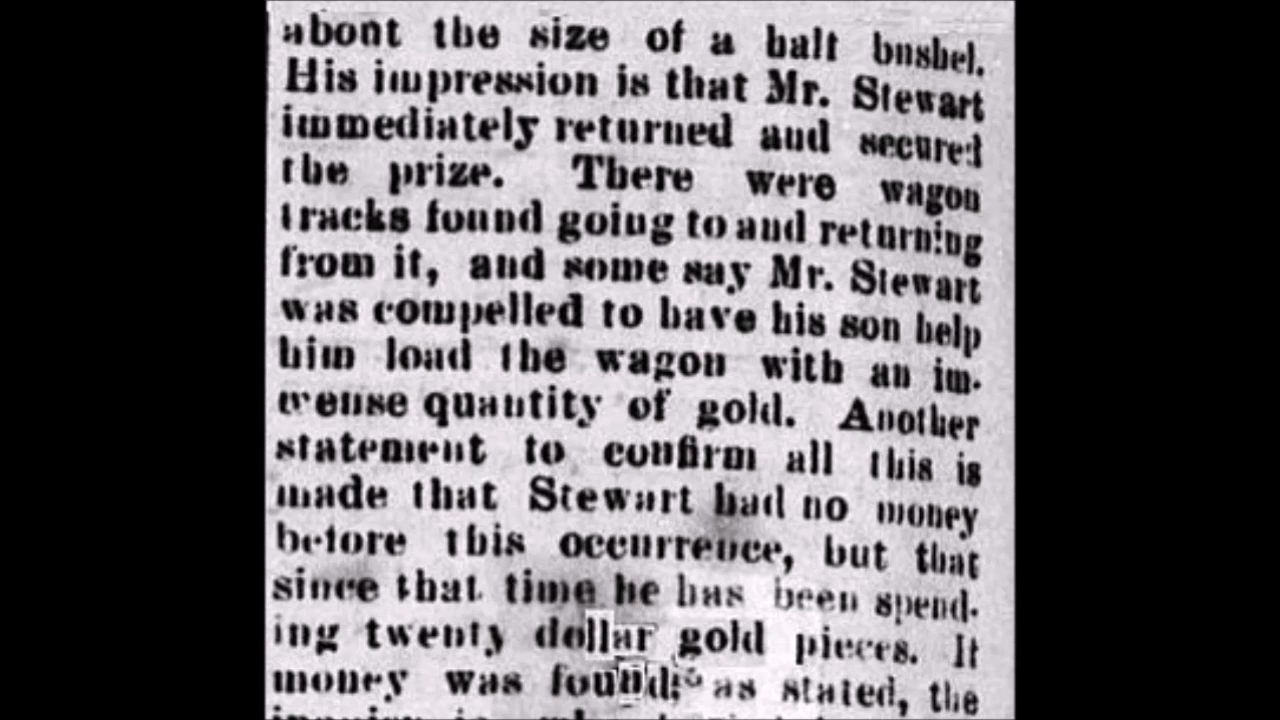 about the size of a half bushel.
His impression is that Mr. Stewart
immediately returned and secured
the prize. There were wagon
tracks found going to and returning
from it, and some say Mr. Stewart
was compelled to have his son help
him load the wagon with an im-
mense quantity of gold. Another
statement to confirm all this is
made that Stewart had no money
before this occurrence, but that
since that time he has been spend-
ing twenty dollar gold pieces. It
money was found, as stated, the